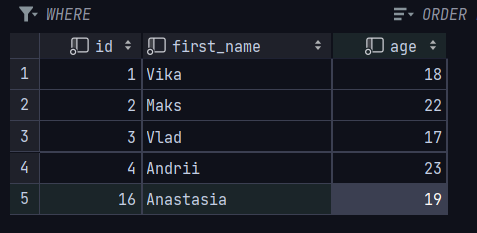 WHERE ORDER
id first_name age
1 1 Vika 18
2 2 Maks 22
3 3 Vlad 17
4 4 Andrii 23
5 16 Anastasia 19